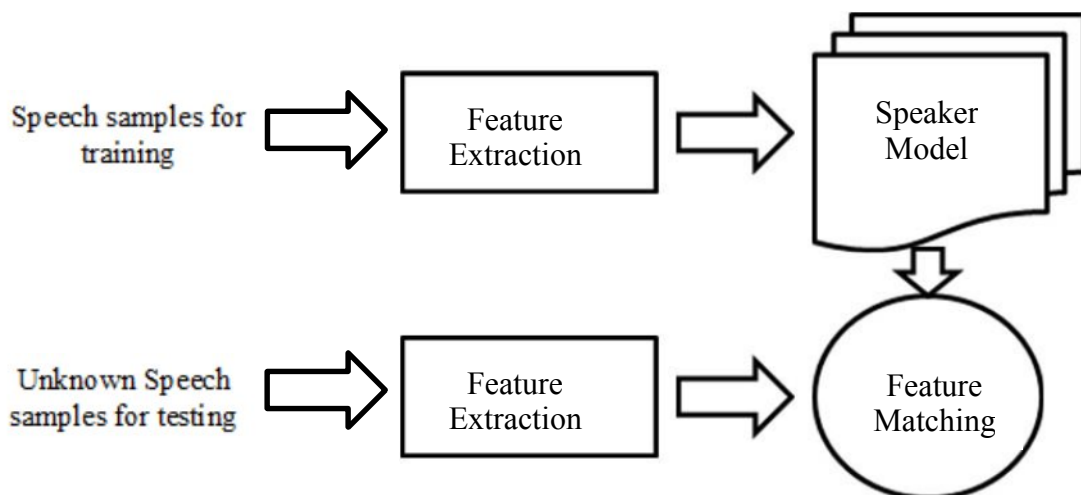 Speech samples for
training
Feature
Extraction
Speaker
Model
Unknown Speech
samples for testing
Feature
Extraction
Feature
Matching